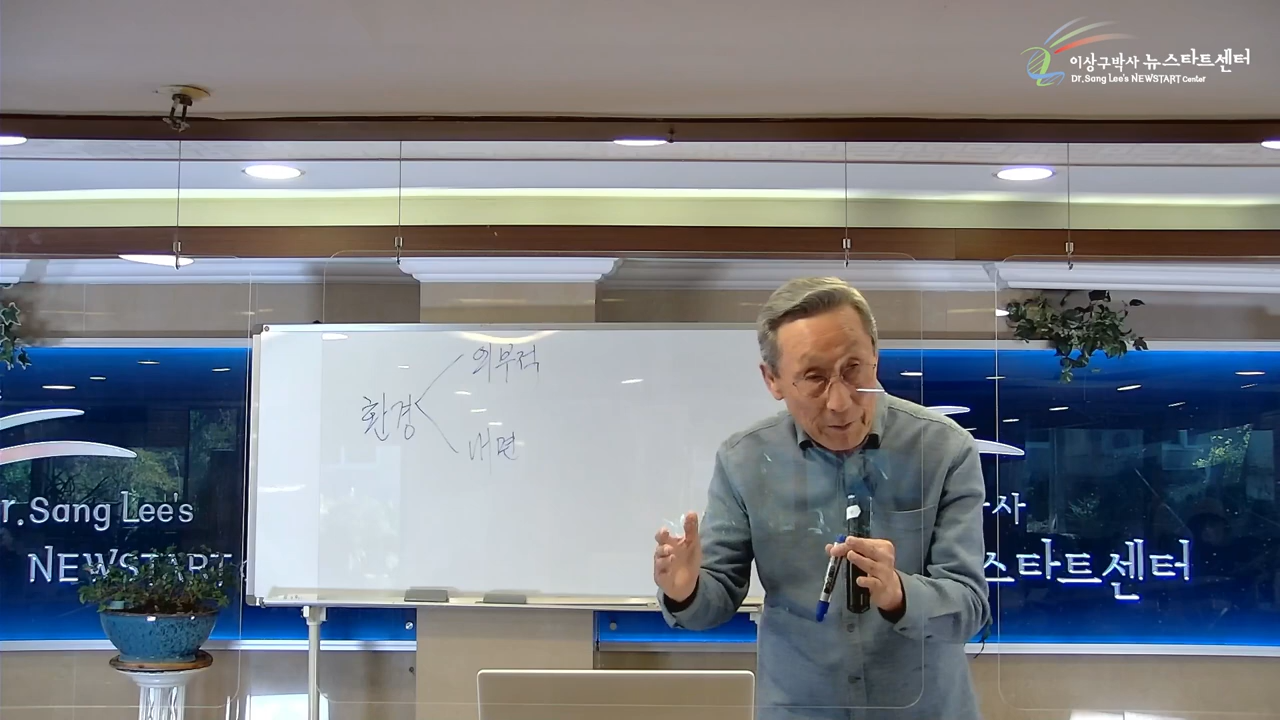 이상구박사 뉴스타트센터
Dr.Sang Lee's NEWSTART Center
외부적
환경
내면
r.Sang Lee's
NEWSTART
사
스타트센터